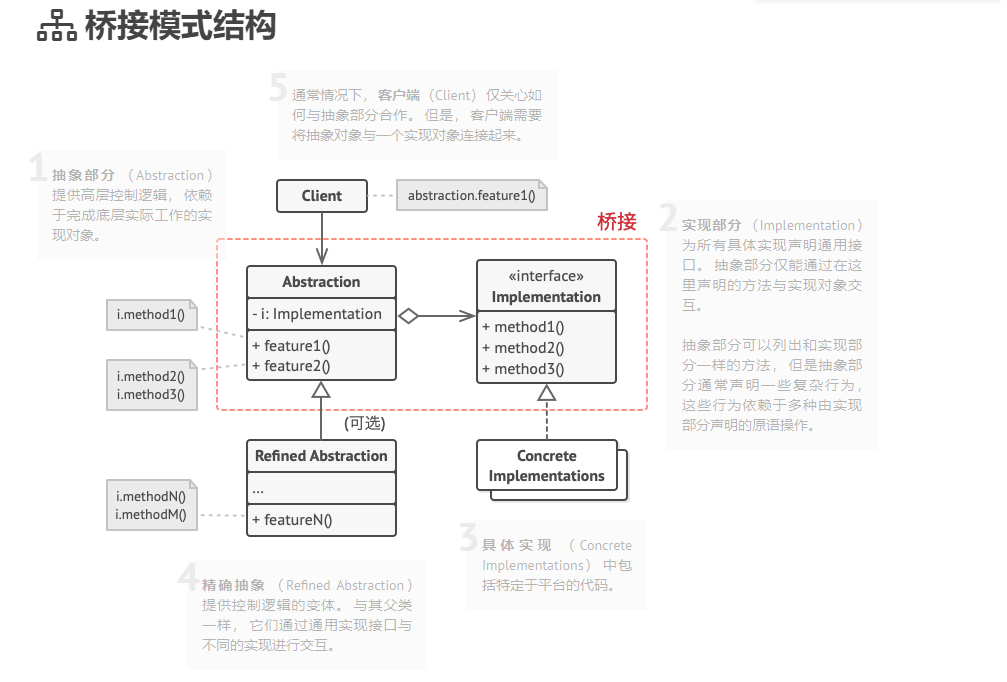 桥接模式结构
5
通常情况下， 客户端 （Client）仅关心如
何与抽象部分合作。 但是， 客户端需要
将抽象对象与一个实现对象连接起来。
1
抽象部分 （Abstraction）
提供高层控制逻辑， 依赖
于完成底层实际工作的实
现对象。
Client
abstraction.feature1()
桥接
2
实现部分 （Implementation）
为所有具体实现声明通用接
口。 抽象部分仅能通过在这
里声明的方法与实现对象交
互。
抽象部分可以列出和实现部
分一样的方法， 但是抽象部
分通常声明一些复杂行为，
这些行为依赖于多种由实现
部分声明的原语操作。
Abstraction
- i: Implementation
+ feature1()
+ feature2()
«interface»
Implementation
+ method1()
+ method2()
+ method3()
i.method1()
i.method2()
i.method3()
(可选)
Refined Abstraction
...
+ featureN()
Concrete
Implementations
i.methodN()
i.methodM()
3
具体实现 （Concrete
Implementations） 中包
括特定于平台的代码。
4
精确抽象 （Refined Abstraction）
提供控制逻辑的变体。 与其父类
一样， 它们通过通用实现接口与
不同的实现进行交互。